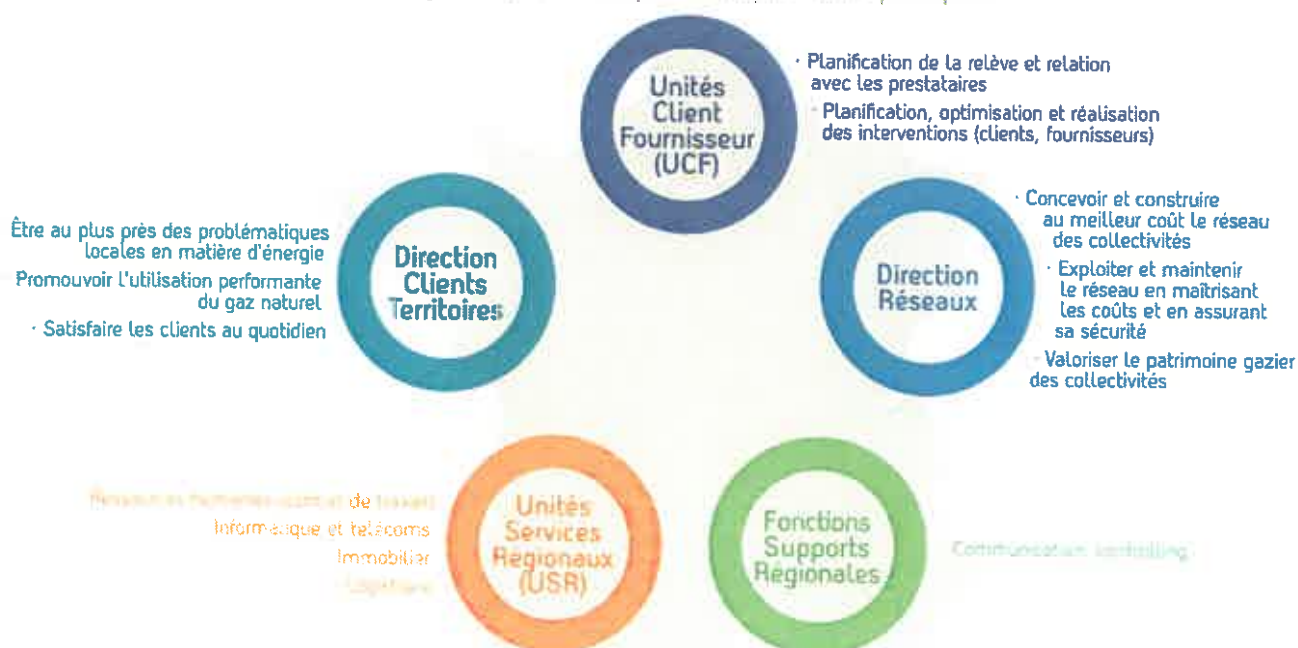 Unités
Client
Fournisseur
(UCF)
· Planification de la relève et relation
avec les prestataires
· Planification, optimisation et réalisation
des interventions (clients, fournisseurs)
Être au plus près des problématiques
locales en matière d'énergie
Promouvoir l'utilisation performante
du gaz naturel
· Satisfaire les clients au quotidien
Direction
Clients
Territoires
Direction
Réseaux
· Concevoir et construire
au meilleur coût le réseau
des collectivités
· Exploiter et maintenir
le réseau en maîtrisant
les coûts et en assurant
sa sécurité
· Valoriser le patrimoine gazier
des collectivités
Ressources humaines de
Informatique et télécoms
Immobilier
Unités
Services
Régionaux
(USR)
Fonctions
Supports
Régionales
Communication